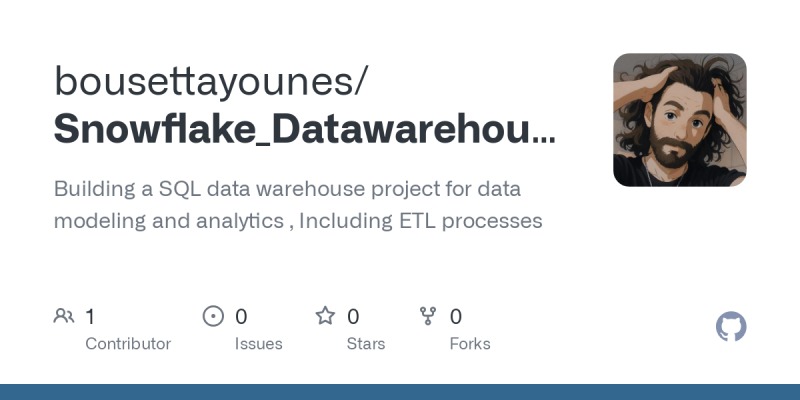 bousettayounes/
Snowflake_Datawarehou...
Building a SQL data warehouse project for data
modeling and analytics , Including ETL processes
1
Contributor
0
Issues
0
Stars
0
Forks